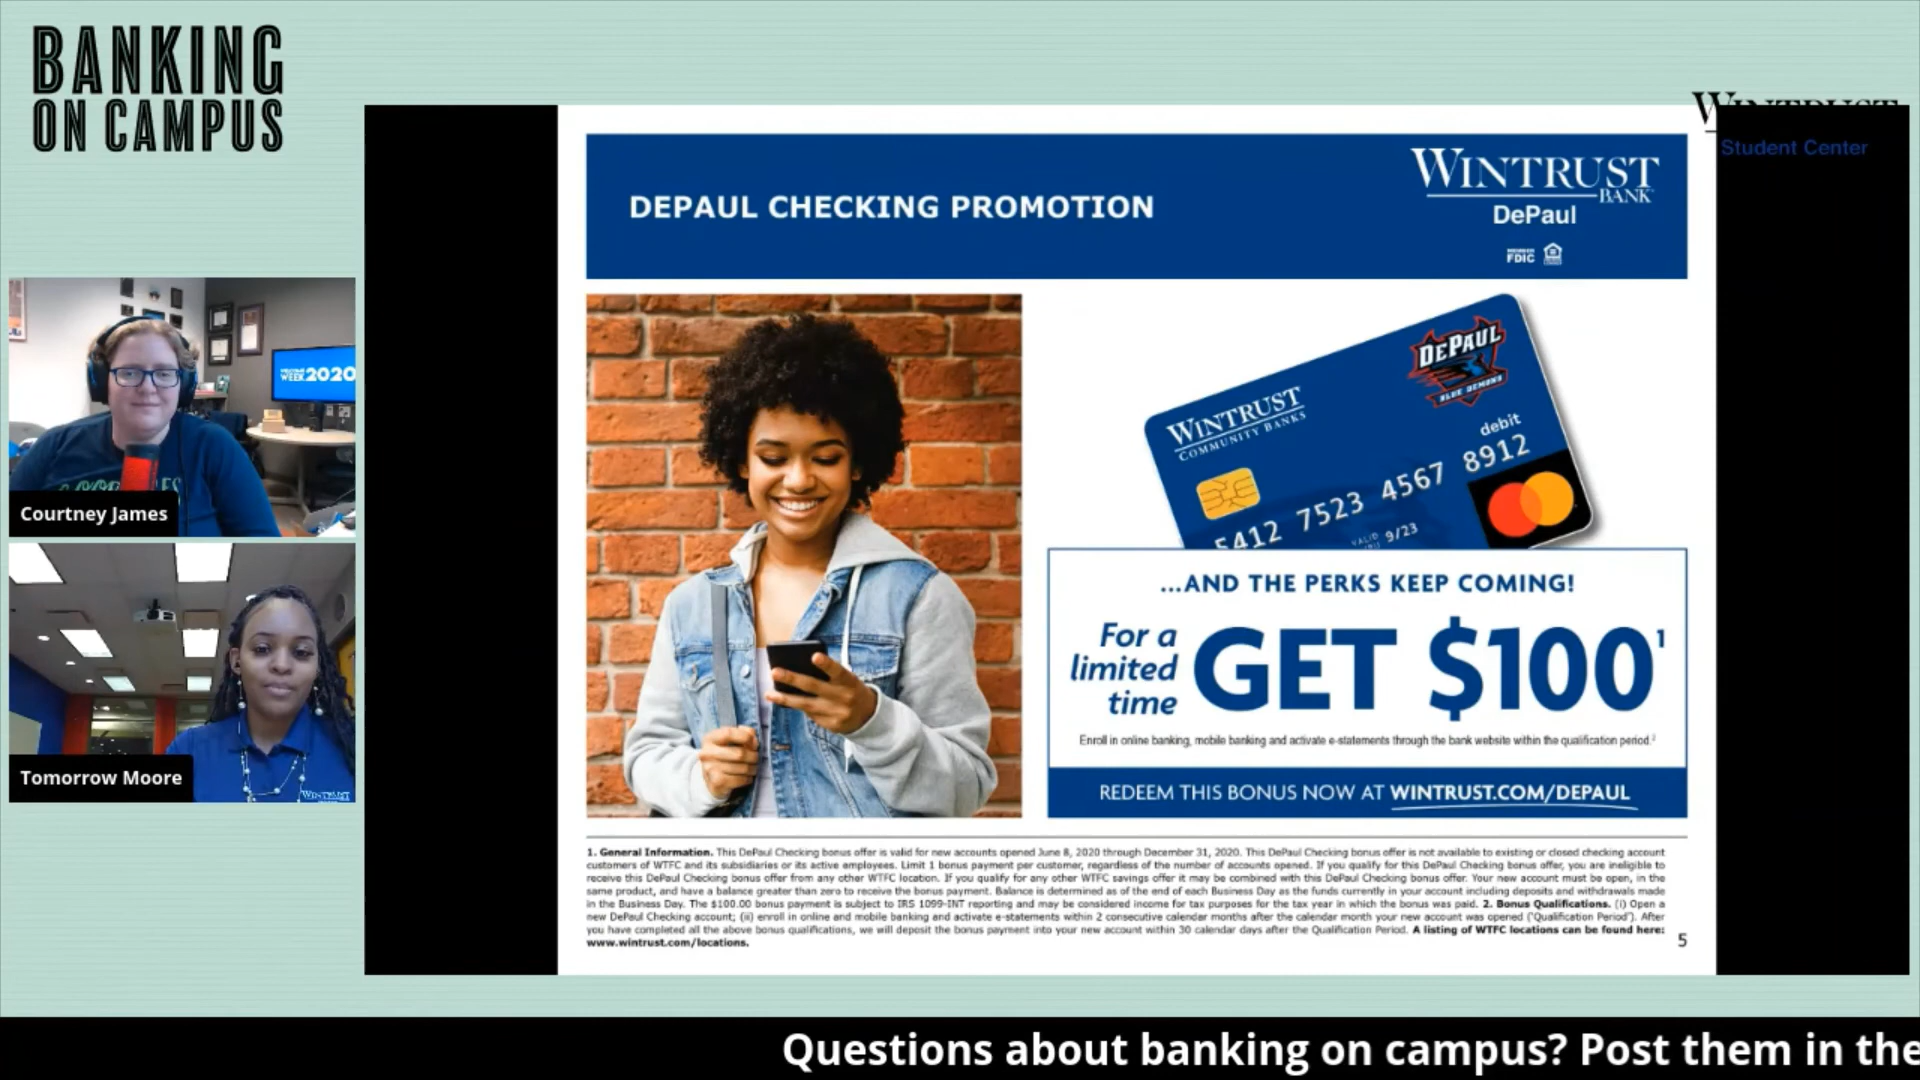 BANKING
ON CAMPUS
Student Center
DEPAUL CHECKING PROMOTION
WINTRUST
BANK
DePaul
MEMBER
FDIC
WELCOME
WEEK 2020
Courtney James
Tomorrow Moore
WINTRUST
WINTRUST
COMMUNITY BANKS
DEPAUL
BLUE DEMONS
debit
5412 7523 4567 8912
VALID
THRU 9/23
...AND THE PERKS KEEP COMING!
For a
limited
time
GET $100¹
Enroll in online banking, mobile banking and activate e-statements through the bank website within the qualification period.²
REDEEM THIS BONUS NOW AT WINTRUST.COM/DEPAUL
1. General Information. This DePaul Checking bonus offer is valid for new accounts opened June 8, 2020 through December 31, 2020. This DePaul Checking bonus offer is not available to existing or closed checking account
customers of WTFC and its subsidiaries or its active employees. Limit 1 bonus payment per customer, regardless of the number of accounts opened. If you qualify for this DePaul Checking bonus offer, you are ineligible to
receive this DePaul Checking bonus offer from any other WTFC location. If you qualify for any other WTFC savings offer it may be combined with this DePaul Checking bonus offer. Your new account must be open, in the
same product, and have a balance greater than zero to receive the bonus payment. Balance is determined as of the end of each Business Day as the funds currently in your account including deposits and withdrawals made
in the Business Day. The $100.00 bonus payment is subject to IRS 1099-INT reporting and may be considered income for tax purposes for the tax year in which the bonus was paid. 2. Bonus Qualifications. (i) Open a
new DePaul Checking account; (ii) enroll in online and mobile banking and activate e-statements within 2 consecutive calendar months after the calendar month your new account was opened ("Qualification Period"). After
you have completed all the above bonus qualifications, we will deposit the bonus payment into your new account within 30 calendar days after the Qualification Period. A listing of WTFC locations can be found here:
www.wintrust.com/locations.
5
Questions about banking on campus? Post them in the